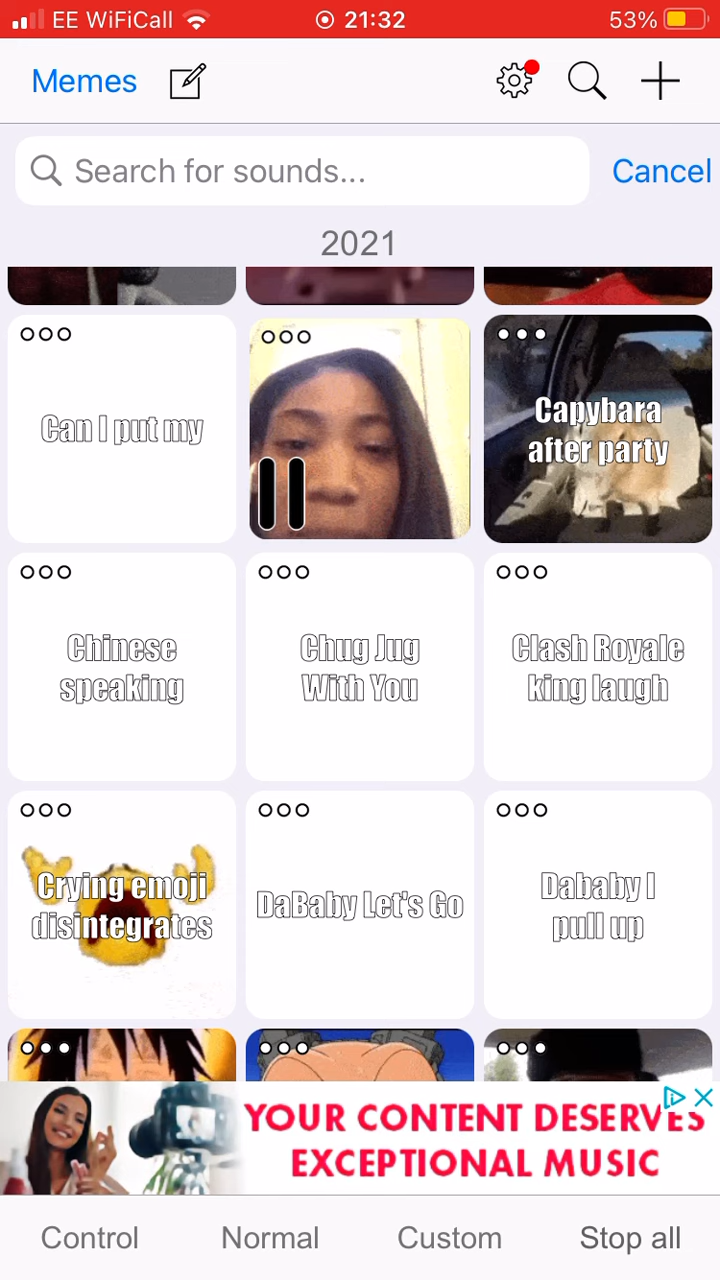 EE WiFiCall 21:32 53%
Memes
Search for sounds... Cancel
2021
Can I put my
Capybara
after party
Chinese
speaking
Chug Jug
With You
Clash Royale
king laugh
Crying emoji
disintegrates
DaBaby Let's Go
Dababy I
pull up
YOUR CONTENT DESERVES
EXCEPTIONAL MUSIC
Control Normal Custom Stop all